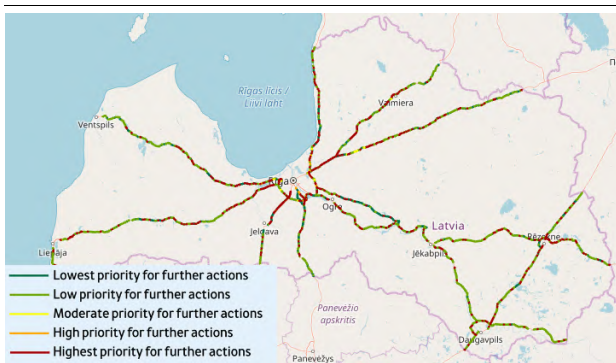 Rīgas līcis /
Liivi laht
Valmiera
Ventspils
Rīga
Ogre
Latvia
Jelgava
Rēzekne
Liepāja
Jēkabpils
Lowest priority for further actions
Low priority for further actions
Moderate priority for further actions
High priority for further actions
Highest priority for further actions
Panevėžio
apskritis
Daugavpils
Panevėžys